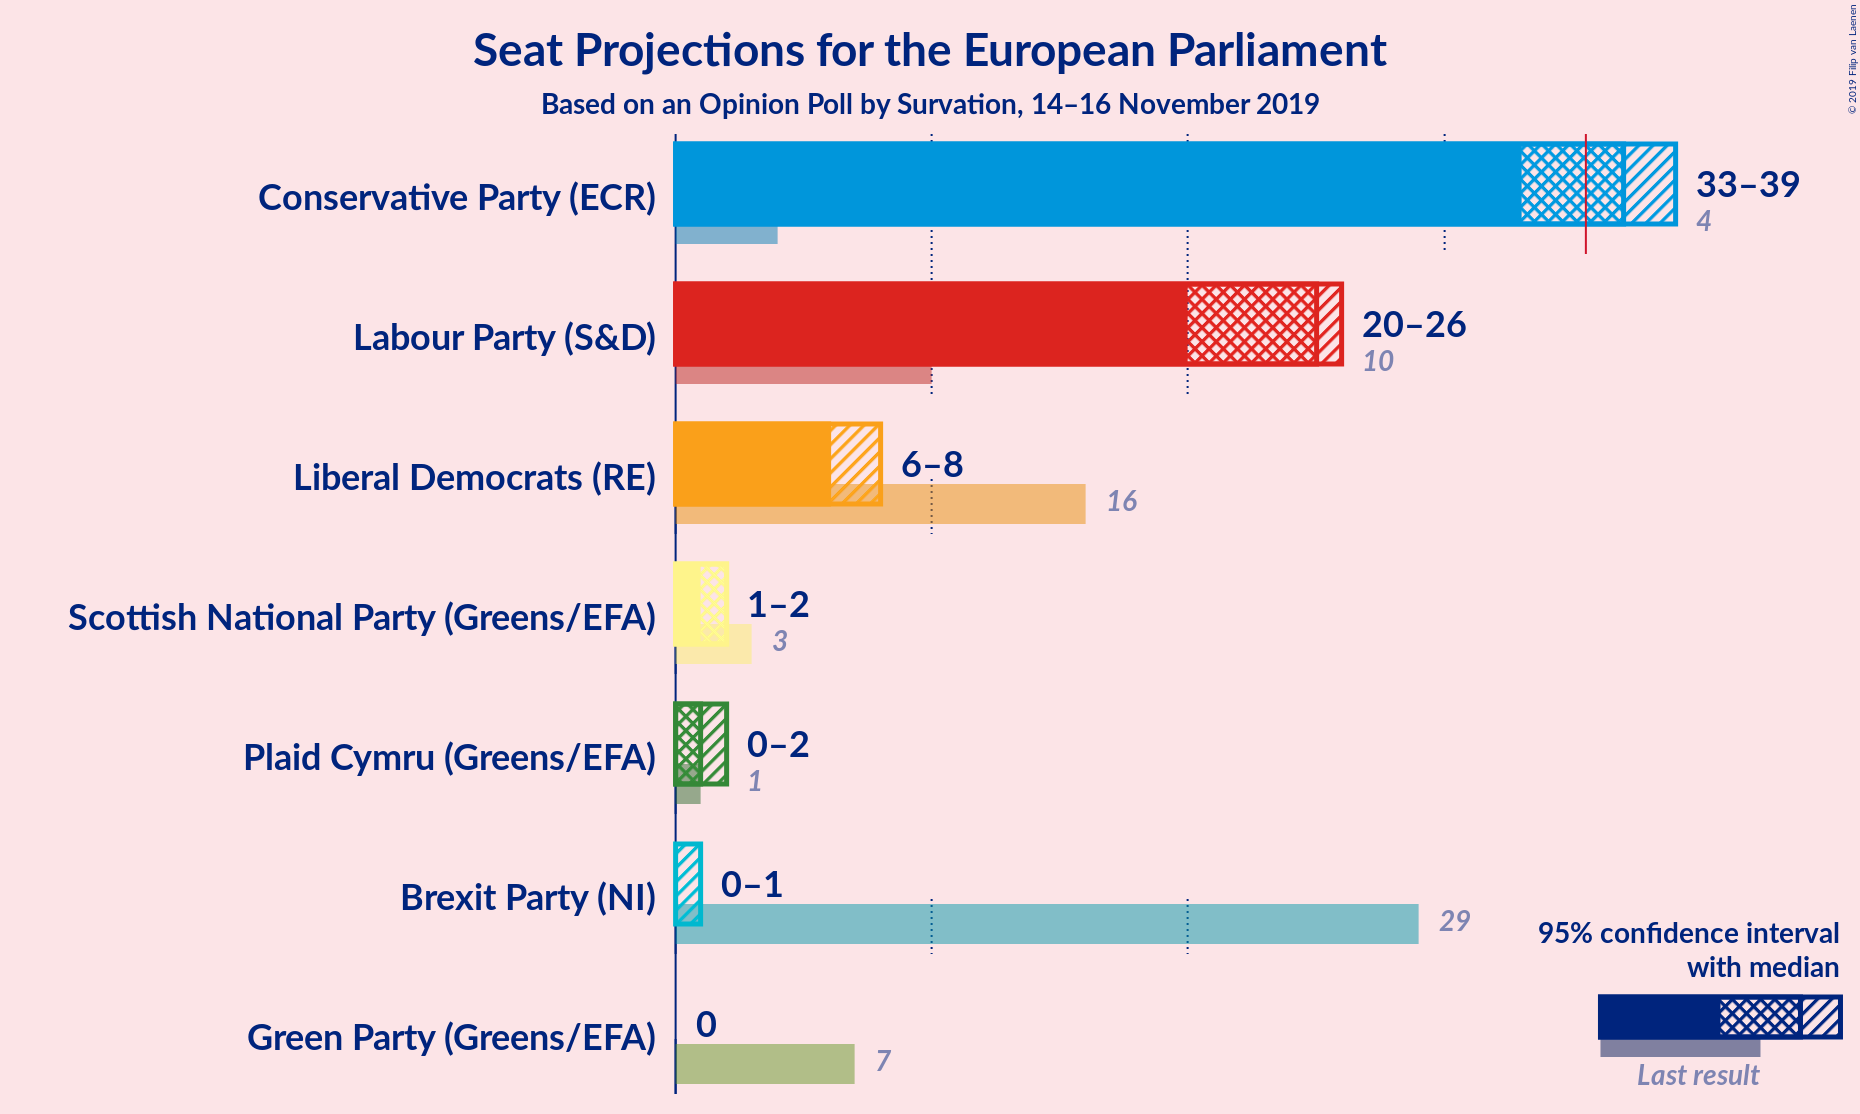 Seat Projections for the European Parliament
Based on an Opinion Poll by Survation, 14–16 November 2019
© 2019 Filip van Laenen
Conservative Party (ECR)
33–39
4
Labour Party (S&D)
20–26
10
Liberal Democrats (RE)
6–8
16
Scottish National Party (Greens/EFA)
1–2
3
Plaid Cymru (Greens/EFA)
0–2
1
Brexit Party (NI)
0–1
29
Green Party (Greens/EFA)
0
7
95% confidence interval
with median
Last result